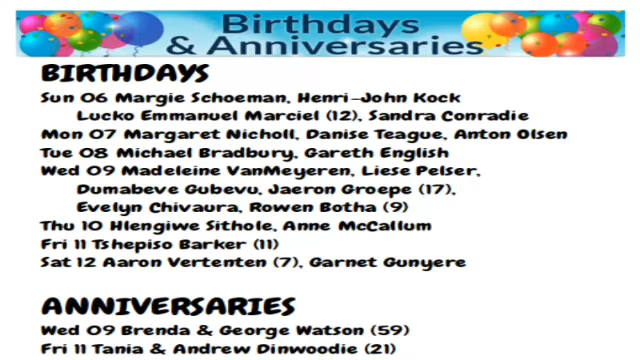 Birthdays
& Anniversaries
BIRTHDAYS
Sun 06 Margie Schoeman, Henri-John Kock
Lucko Emmanuel Marciel (12), Sandra Conradie
Mon 07 Margaret Nicholl, Danise Teague, Anton Olsen
Tue 08 Michael Bradbury, Gareth English
Wed 09 Madeleine VanMeyeren, Liese Pelser,
Dumabeve Gubevu, Jaeron Groepe (17),
Evelyn Chivaura, Rowen Botha (9)
Thu 10 Hlengiwe Sithole, Anne McCallum
Fri 11 Tshepiso Barker (11)
Sat 12 Aaron Vertenten (7), Garnet Gunyere
ANNIVERSARIES
Wed 09 Brenda & George Watson (59)
Fri 11 Tania & Andrew Dinwoodie (21)